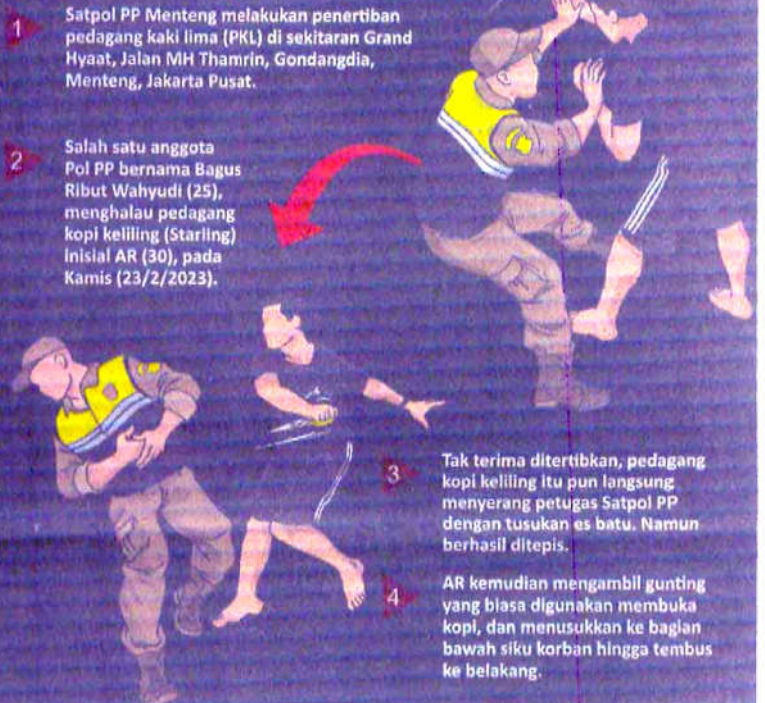 1
Satpol PP Menteng melakukan penertiban
pedagang kaki lima (PKL) di sekitaran Grand
Hyaat, Jalan MH Thamrin, Gondangdia,
Menteng, Jakarta Pusat.
2
Salah satu anggota
Pol PP bernama Bagus
Ribut Wahyudi (25),
menghalau pedagang
kopi keliling (Starling)
inisial AR (30), pada
Kamis (23/2/2023).
3
Tak terima ditertibkan, pedagang
kopi keliling itu pun langsung
menyerang petugas Satpol PP
dengan tusukan es batu. Namun
berhasil ditepis.
4
AR kemudian mengambil gunting
yang biasa digunakan membuka
kopi, dan menusukkan ke bagian
bawah siku korban hingga tembus
ke belakang.